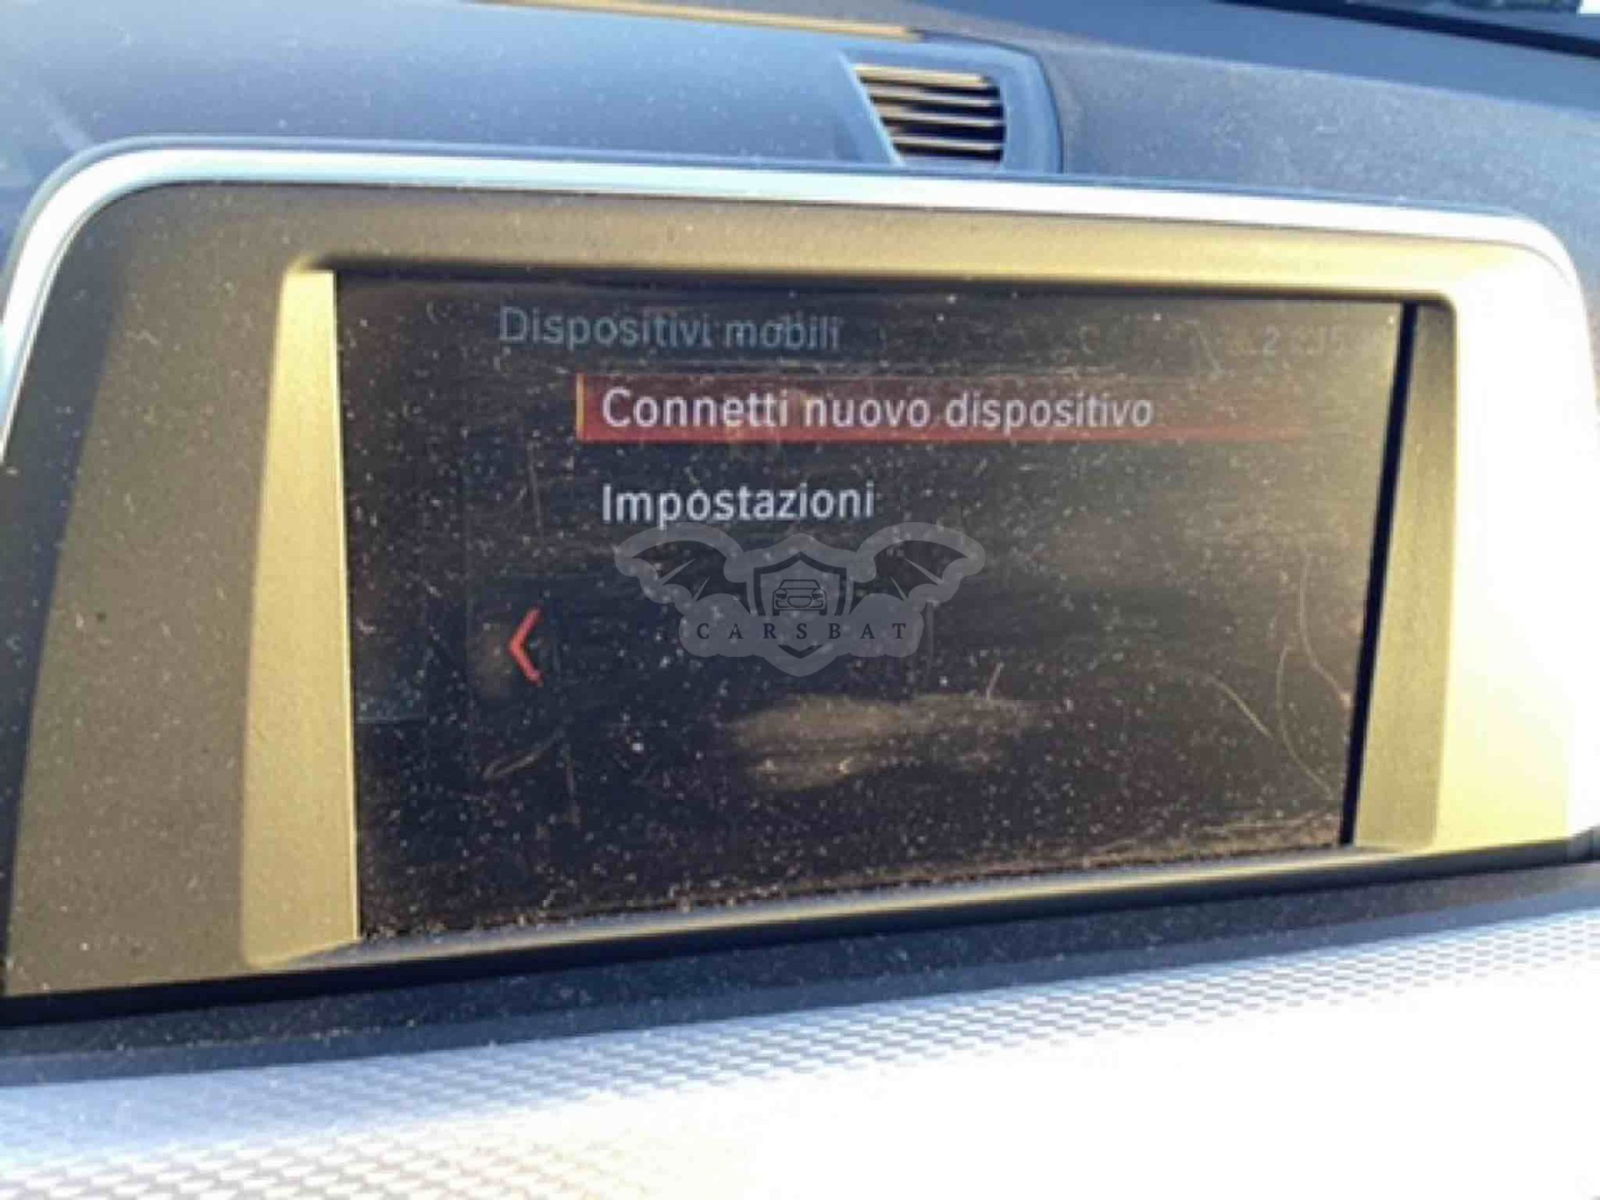 Dispositivi mobili
Connetti nuovo dispositivo
Impostazioni
CARSBAT